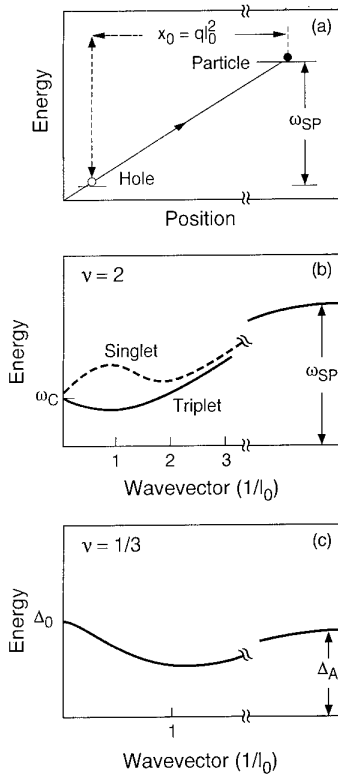 (a)
x₀ = ql₀²
Particle
Energy
ω_SP
Hole
Position
(b)
ν = 2
Energy
Singlet
ω_C
Triplet
ω_SP
1 2 3
Wavevector (1/l₀)
(c)
ν = 1/3
Energy
Δ₀
Δ_A
1
Wavevector (1/l₀)